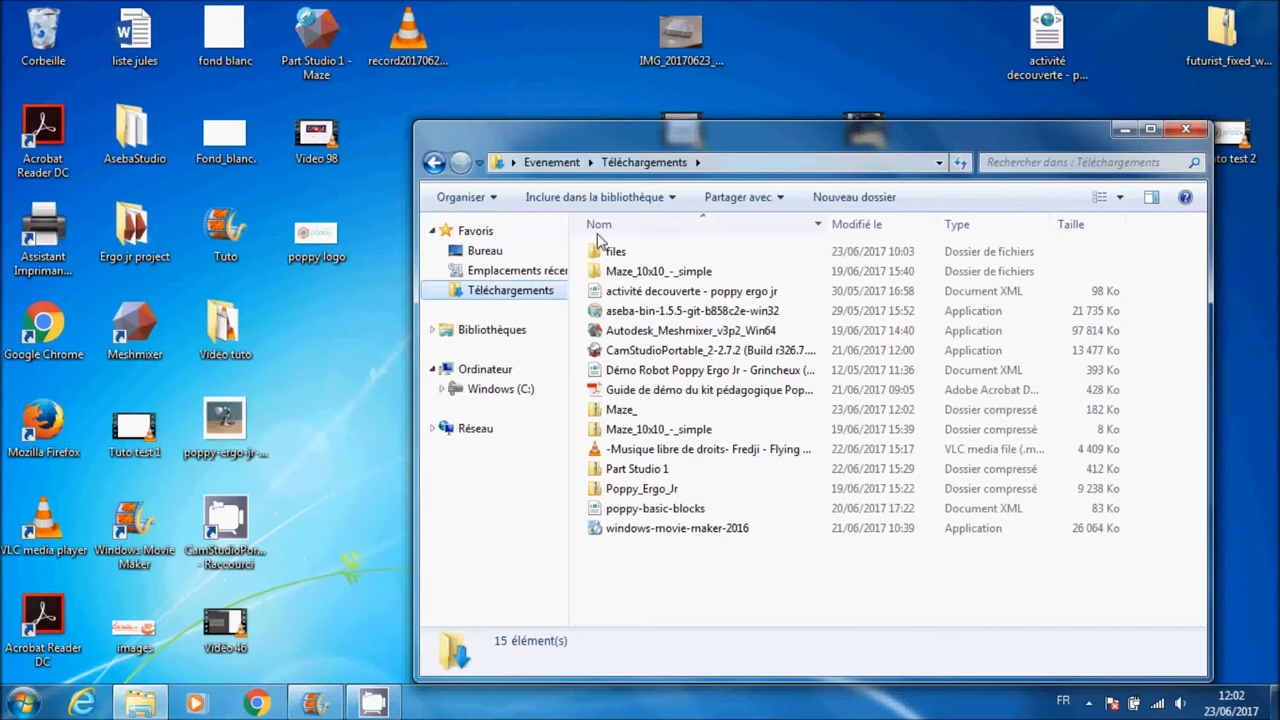 Corbeille
liste jules
fond blanc
Part Studio 1 -
Maze
record2017062...
IMG_20170623_...
activité
decouverte - p...
futurist_fixed_w...
Acrobat
Reader DC
AsebaStudio
Fond_blanc.
Video 98
to test 2
Assistant
Impriman...
Ergo jr project
Tuto
poppy logo
Google Chrome
Meshmixer
Vidéo tuto
Mozilla Firefox
Tuto test 1
poppy-ergo-jr-...
VLC media player
Windows Movie
Maker
CamStudioPor...
- Raccourci
Acrobat Reader
DC
images
Vidéo 46
Evenement
Téléchargements
Rechercher dans : Téléchargements
Organiser
Inclure dans la bibliothèque
Partager avec
Nouveau dossier
Favoris
Bureau
Emplacements récer
Téléchargements
Bibliothèques
Ordinateur
Windows (C:)
Réseau
Nom Modifié le Type Taille
files 23/06/2017 10:03 Dossier de fichiers
Maze_10x10_-_simple 19/06/2017 15:40 Dossier de fichiers
activité decouverte - poppy ergo jr 30/05/2017 16:58 Document XML 98 Ko
aseba-bin-1.5.5-git-b858c2e-win32 29/05/2017 15:52 Application 21 735 Ko
Autodesk_Meshmixer_v3p2_Win64 19/06/2017 14:40 Application 97 814 Ko
CamStudioPortable_2-2.7.2 (Build r326.7.... 21/06/2017 12:00 Application 13 477 Ko
Démo Robot Poppy Ergo Jr - Grincheux (... 12/05/2017 11:36 Document XML 393 Ko
Guide de démo du kit pédagogique Pop... 21/06/2017 09:05 Adobe Acrobat D... 428 Ko
Maze_ 23/06/2017 12:02 Dossier compressé 182 Ko
Maze_10x10_-_simple 19/06/2017 15:39 Dossier compressé 8 Ko
-Musique libre de droits- Fredji - Flying ... 22/06/2017 15:17 VLC media file (.m... 4 409 Ko
Part Studio 1 22/06/2017 15:29 Dossier compressé 412 Ko
Poppy_Ergo_Jr 19/06/2017 15:22 Dossier compressé 9 238 Ko
poppy-basic-blocks 20/06/2017 17:22 Document XML 34 Ko
windows-movie-maker-2016 21/06/2017 10:39 Application 26 064 Ko
15 élément(s)
FR
12:02
23/06/2017